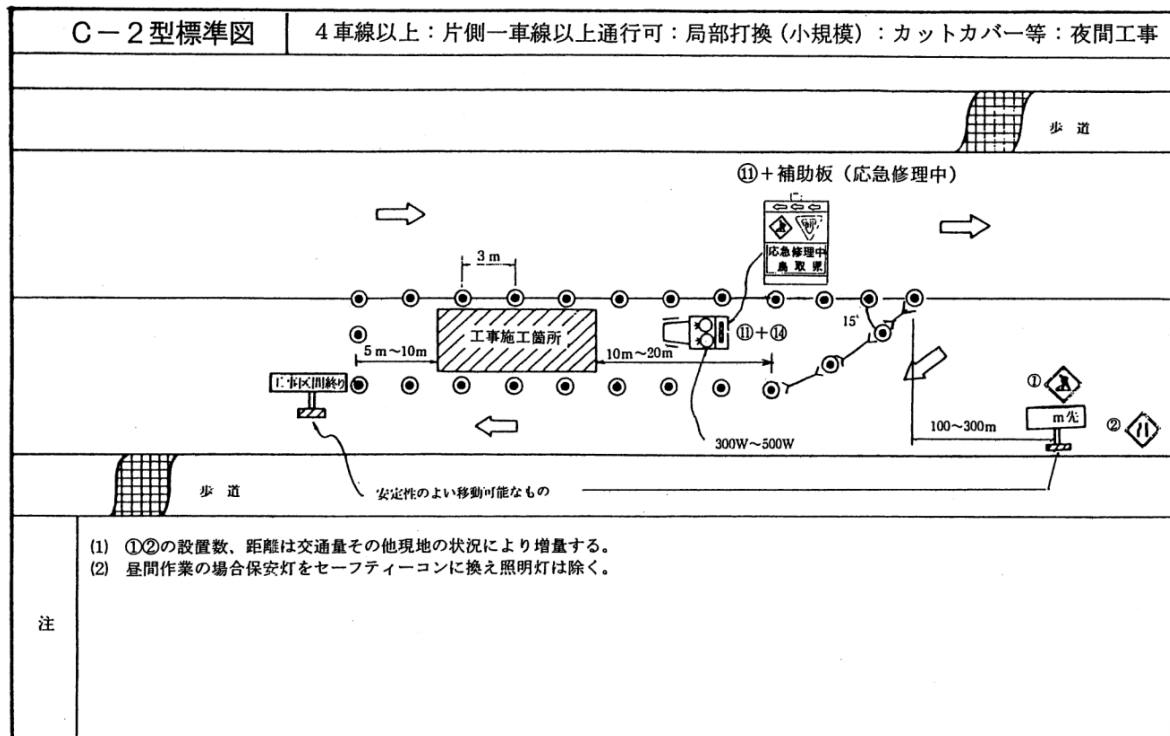 C－2型標準図
4車線以上：片側一車線以上通行可：局部打換（小規模）：カットカバー等：夜間工事
歩道
⑪＋補助板（応急修理中）
応急修理中
鳥取県
3m
工事施工箇所
⑪＋⑭
15°
5m～10m
10m～20m
工事区間終り
①
m先
②
100～300m
300W～500W
歩道
安定性のよい移動可能なもの
注
(1) ①②の設置数、距離は交通量その他現地の状況により増量する。
(2) 昼間作業の場合保安灯をセーフティーコンに換え照明灯は除く。